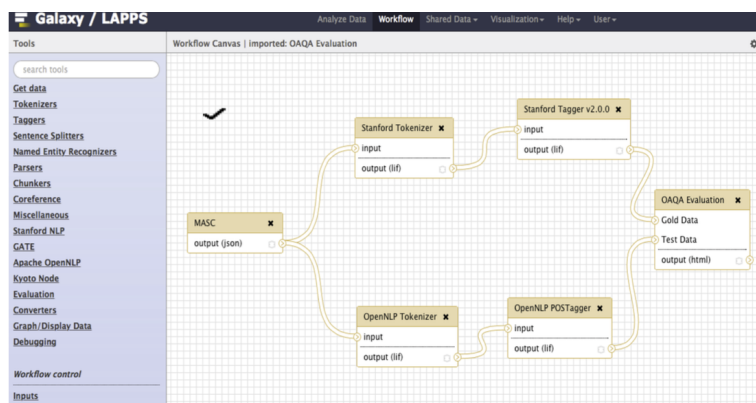 Galaxy / LAPPS
Analyze Data Workflow Shared Data Visualization Help User
Tools
search tools
Get data
Tokenizers
Taggers
Sentence Splitters
Named Entity Recognizers
Parsers
Chunkers
Coreference
Miscellaneous
Stanford NLP
GATE
Apache OpenNLP
Kyoto Node
Evaluation
Converters
Graph/Display Data
Debugging
Workflow control
Inputs
Workflow Canvas | imported: OAQA Evaluation
MASC
output (json)
Stanford Tokenizer
input
output (lif)
Stanford Tagger v2.0.0
input
output (lif)
OpenNLP Tokenizer
input
output (lif)
OpenNLP POSTagger
input
output (lif)
OAQA Evaluation
Gold Data
Test Data
output (html)